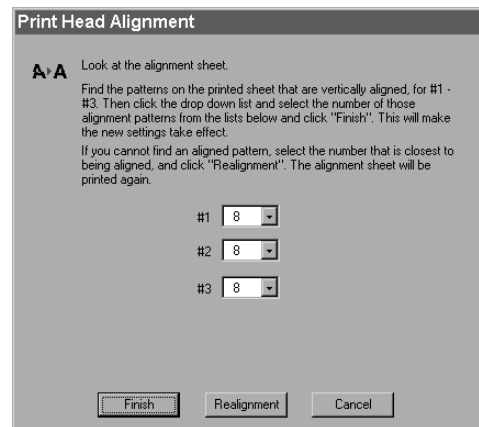 Print Head Alignment
A▸A
Look at the alignment sheet.
Find the patterns on the printed sheet that are vertically aligned, for #1 -
#3. Then click the drop down list and select the number of those
alignment patterns from the lists below and click "Finish". This will make
the new settings take effect.
If you cannot find an aligned pattern, select the number that is closest to
being aligned, and click "Realignment". The alignment sheet will be
printed again.
#1 8
#2 8
#3 8
Finish Realignment Cancel